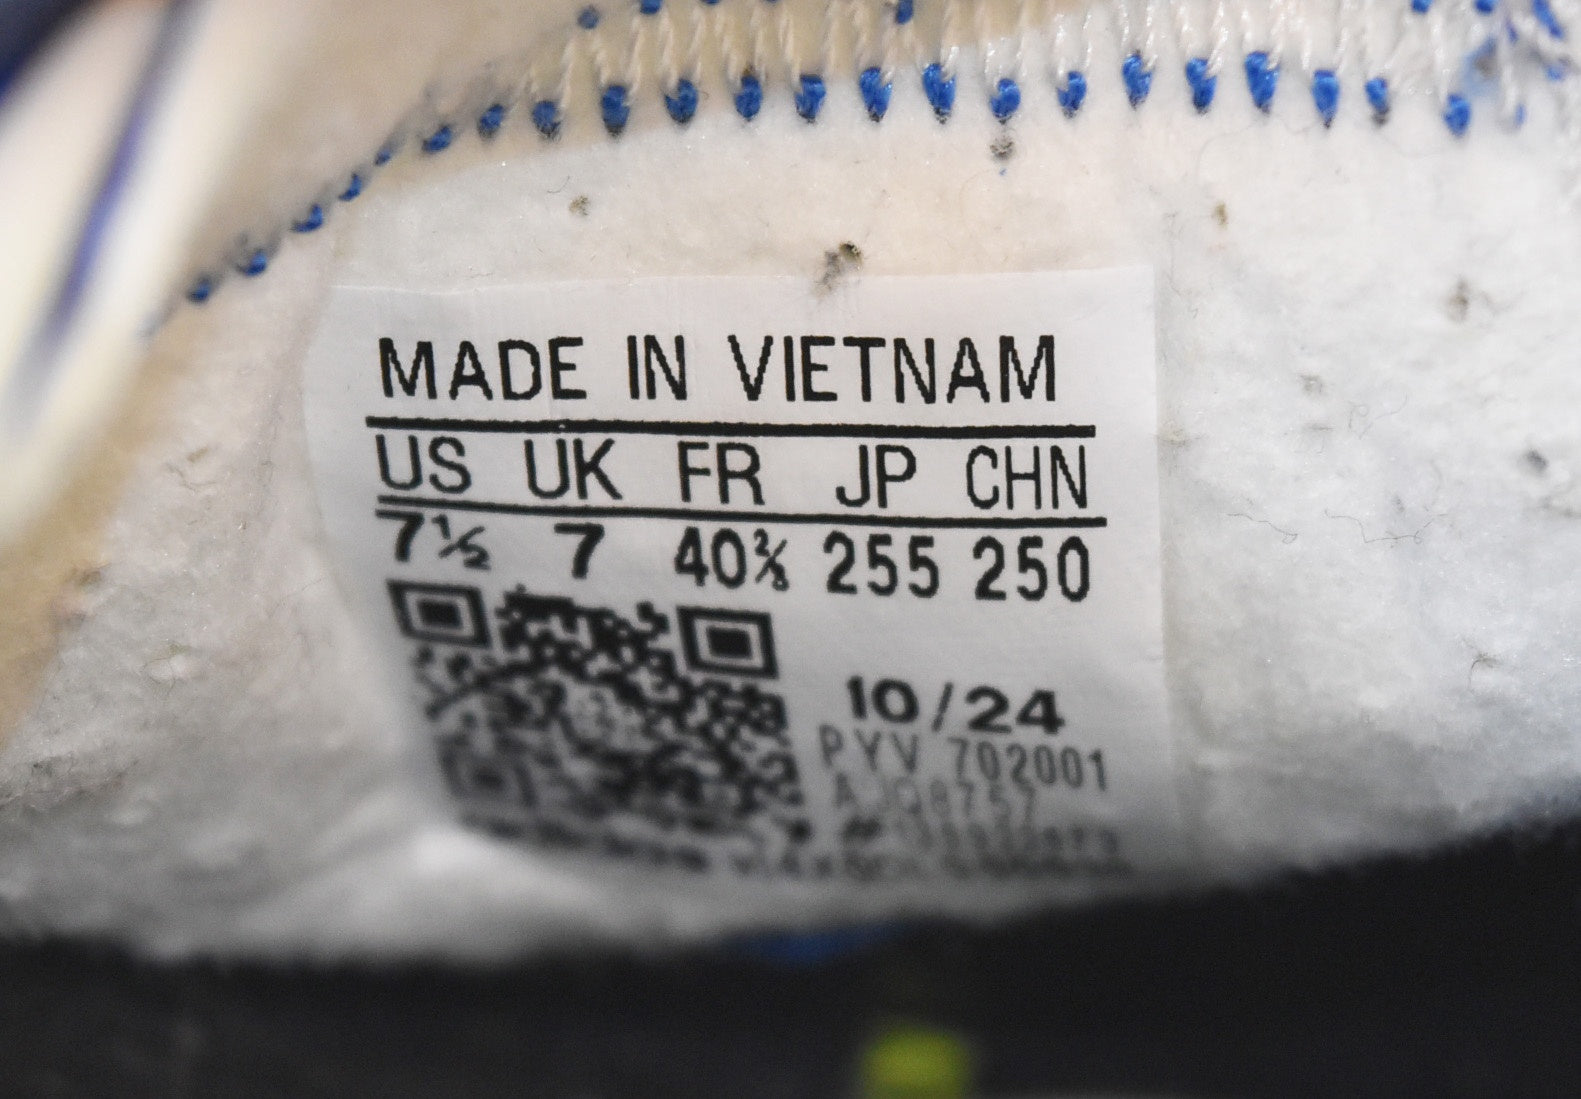 MADE IN VIETNAM
US UK FR JP CHN
7½ 7 40⅔ 255 250
10/24
PYV 702001